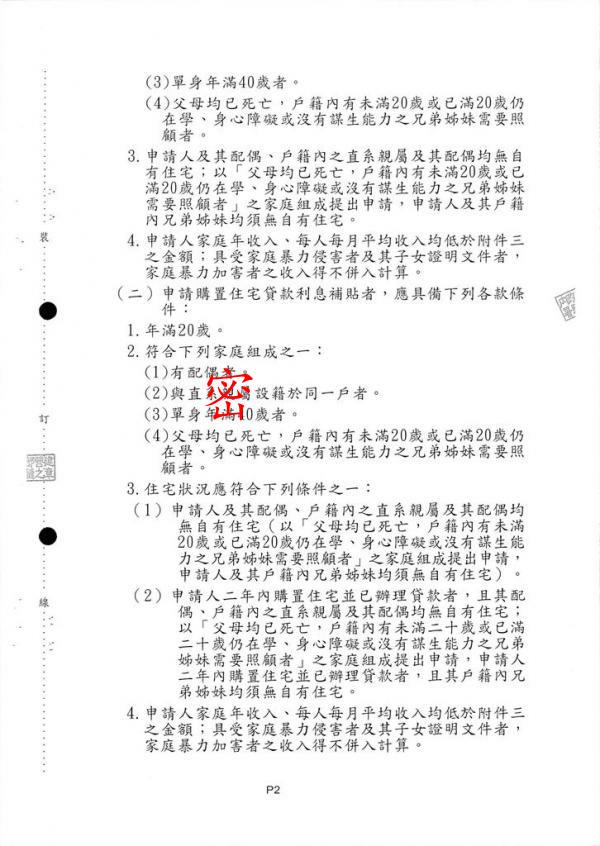 (3)單身年滿40歲者。
(4)父母均已死亡，戶籍內有未滿20歲或已滿20歲仍
在學、身心障礙或沒有謀生能力之兄弟姊妹需要照
顧者。
3.申請人及其配偶、戶籍內之直系親屬及其配偶均無自
有住宅；以「父母均已死亡，戶籍內有未滿20歲或已
滿20歲仍在學、身心障礙或沒有謀生能力之兄弟姊妹
需要照顧者」之家庭組成提出申請，申請人及其戶籍
內兄弟姊妹均須無自有住宅。
4.申請人家庭年收入、每人每月平均收入均低於附件三
之金額；具受家庭暴力侵害者及其子女證明文件者，
家庭暴力加害者之收入得不併入計算。
(二)申請購置住宅貸款利息補貼者，應具備下列各款條
件：
1.年滿20歲。
2.符合下列家庭組成之一：
(1)有配偶者。
(2)與直系親屬設籍於同一戶者。
(3)單身年滿40歲者。
(4)父母均已死亡，戶籍內有未滿20歲或已滿20歲仍
在學、身心障礙或沒有謀生能力之兄弟姊妹需要照
顧者。
3.住宅狀況應符合下列條件之一：
(1)申請人及其配偶、戶籍內之直系親屬及其配偶均
無自有住宅（以「父母均已死亡，戶籍內有未滿
20歲或已滿20歲仍在學、身心障礙或沒有謀生能
力之兄弟姊妹需要照顧者」之家庭組成提出申請，
申請人及其戶籍內兄弟姊妹均須無自有住宅）。
(2)申請人二年內購置住宅並已辦理貸款者，且其配
偶、戶籍內之直系親屬及其配偶均無自有住宅；
以「父母均已死亡，戶籍內有未滿二十歲或已滿
二十歲仍在學、身心障礙或沒有謀生能力之兄弟
姊妹需要照顧者」之家庭組成提出申請，申請人
二年內購置住宅並已辦理貸款者，且其戶籍內兄
弟姊妹均須無自有住宅。
4.申請人家庭年收入、每人每月平均收入均低於附件三
之金額；具受家庭暴力侵害者及其子女證明文件者，
家庭暴力加害者之收入得不併入計算。
密
裝
訂
線
P2